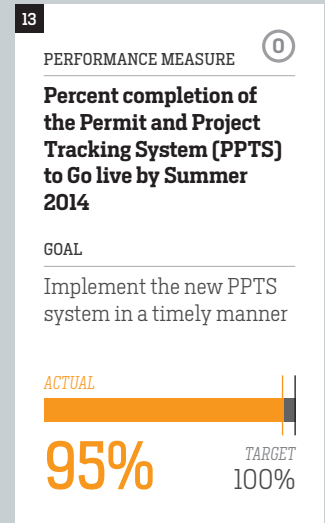 13
PERFORMANCE MEASURE
O
Percent completion of
the Permit and Project
Tracking System (PPTS)
to Go live by Summer
2014
GOAL
Implement the new PPTS
system in a timely manner
ACTUAL
95%
TARGET
100%